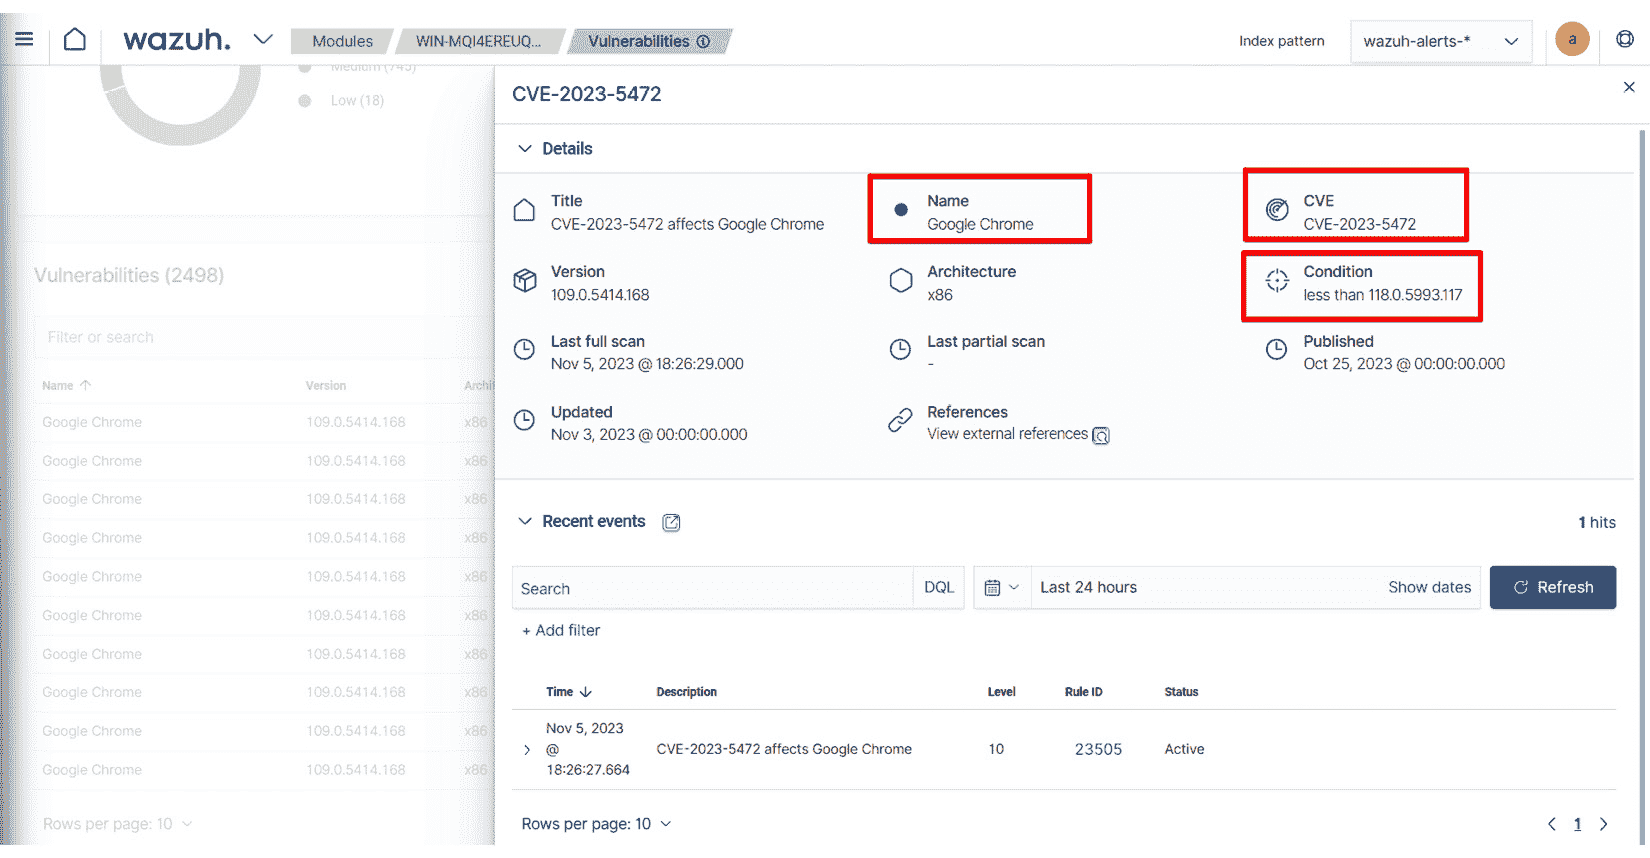 wazuh.
Modules
WIN-MQI4EREUQ...
Vulnerabilities
Index pattern
wazuh-alerts-*
a
Medium (745)
Low (18)
Vulnerabilities (2498)
Filter or search
Name Version Archi
Google Chrome 109.0.5414.168 x86
Google Chrome 109.0.5414.168 x86
Google Chrome 109.0.5414.168 x86
Google Chrome 109.0.5414.168 x86
Google Chrome 109.0.5414.168 x86
Google Chrome 109.0.5414.168 x86
Google Chrome 109.0.5414.168 x86
Google Chrome 109.0.5414.168 x86
Google Chrome 109.0.5414.168 x86
Google Chrome 109.0.5414.168 x86
Rows per page: 10
CVE-2023-5472
Details
Title
CVE-2023-5472 affects Google Chrome
Name
Google Chrome
CVE
CVE-2023-5472
Version
109.0.5414.168
Architecture
x86
Condition
less than 118.0.5993.117
Last full scan
Nov 5, 2023 @ 18:26:29.000
Last partial scan
-
Published
Oct 25, 2023 @ 00:00:00.000
Updated
Nov 3, 2023 @ 00:00:00.000
References
View external references
Recent events
1 hits
Search
DQL
Last 24 hours
Show dates
Refresh
+ Add filter
Time Description Level Rule ID Status
Nov 5, 2023
@
18:26:27.664
CVE-2023-5472 affects Google Chrome 10 23505 Active
Rows per page: 10
1